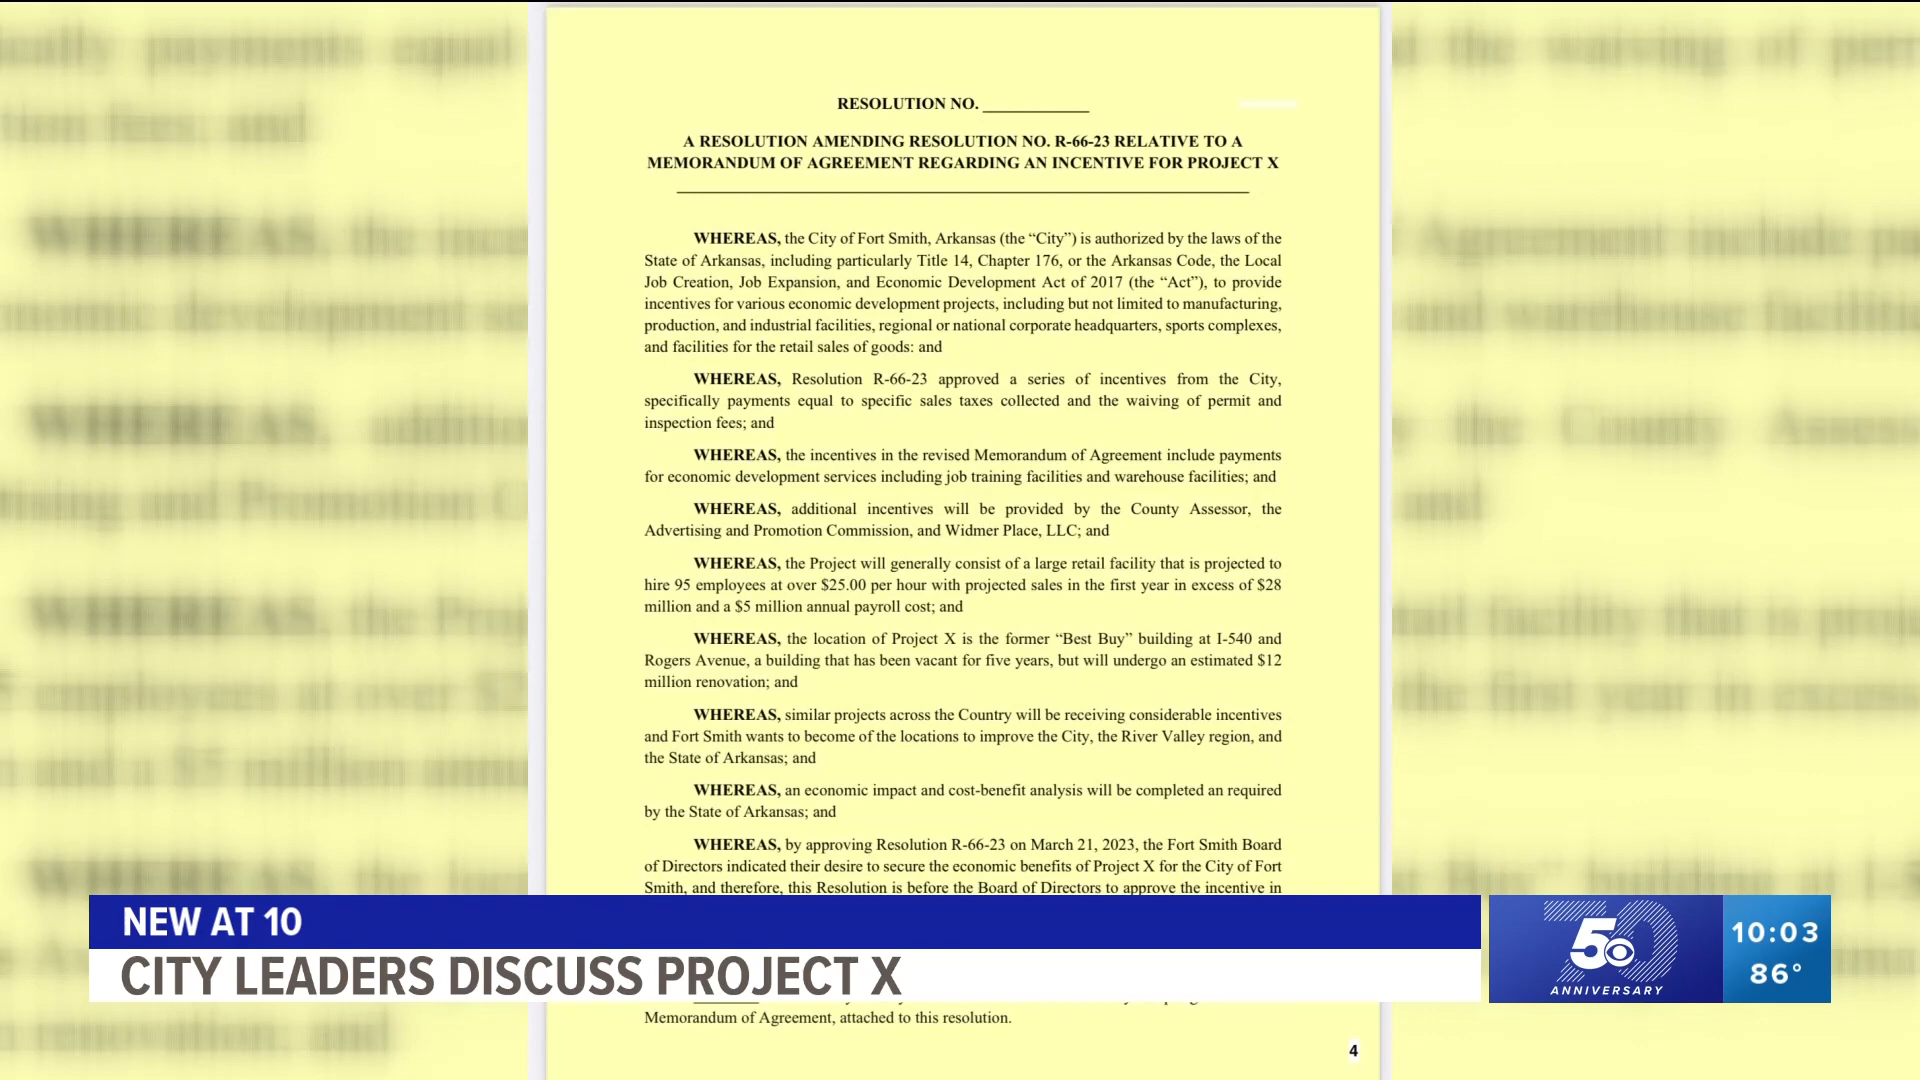 RESOLUTION NO. ____________
A RESOLUTION AMENDING RESOLUTION NO. R-66-23 RELATIVE TO A
MEMORANDUM OF AGREEMENT REGARDING AN INCENTIVE FOR PROJECT X
WHEREAS, the City of Fort Smith, Arkansas (the “City”) is authorized by the laws of the
State of Arkansas, including particularly Title 14, Chapter 176, or the Arkansas Code, the Local
Job Creation, Job Expansion, and Economic Development Act of 2017 (the “Act”), to provide
incentives for various economic development projects, including but not limited to manufacturing,
production, and industrial facilities, regional or national corporate headquarters, sports complexes,
and facilities for the retail sales of goods: and
WHEREAS, Resolution R-66-23 approved a series of incentives from the City,
specifically payments equal to specific sales taxes collected and the waiving of permit and
inspection fees; and
WHEREAS, the incentives in the revised Memorandum of Agreement include payments
for economic development services including job training facilities and warehouse facilities; and
WHEREAS, additional incentives will be provided by the County Assessor, the
Advertising and Promotion Commission, and Widmer Place, LLC; and
WHEREAS, the Project will generally consist of a large retail facility that is projected to
hire 95 employees at over $25.00 per hour with projected sales in the first year in excess of $28
million and a $5 million annual payroll cost; and
WHEREAS, the location of Project X is the former “Best Buy” building at I-540 and
Rogers Avenue, a building that has been vacant for five years, but will undergo an estimated $12
million renovation; and
WHEREAS, similar projects across the Country will be receiving considerable incentives
and Fort Smith wants to become of the locations to improve the City, the River Valley region, and
the State of Arkansas; and
WHEREAS, an economic impact and cost-benefit analysis will be completed an required
by the State of Arkansas; and
WHEREAS, by approving Resolution R-66-23 on March 21, 2023, the Fort Smith Board
of Directors indicated their desire to secure the economic benefits of Project X for the City of Fort
Smith, and therefore, this Resolution is before the Board of Directors to approve the incentive in
Memorandum of Agreement, attached to this resolution.
4
NEW AT 10
CITY LEADERS DISCUSS PROJECT X
70
5
ANNIVERSARY
10:03
86°